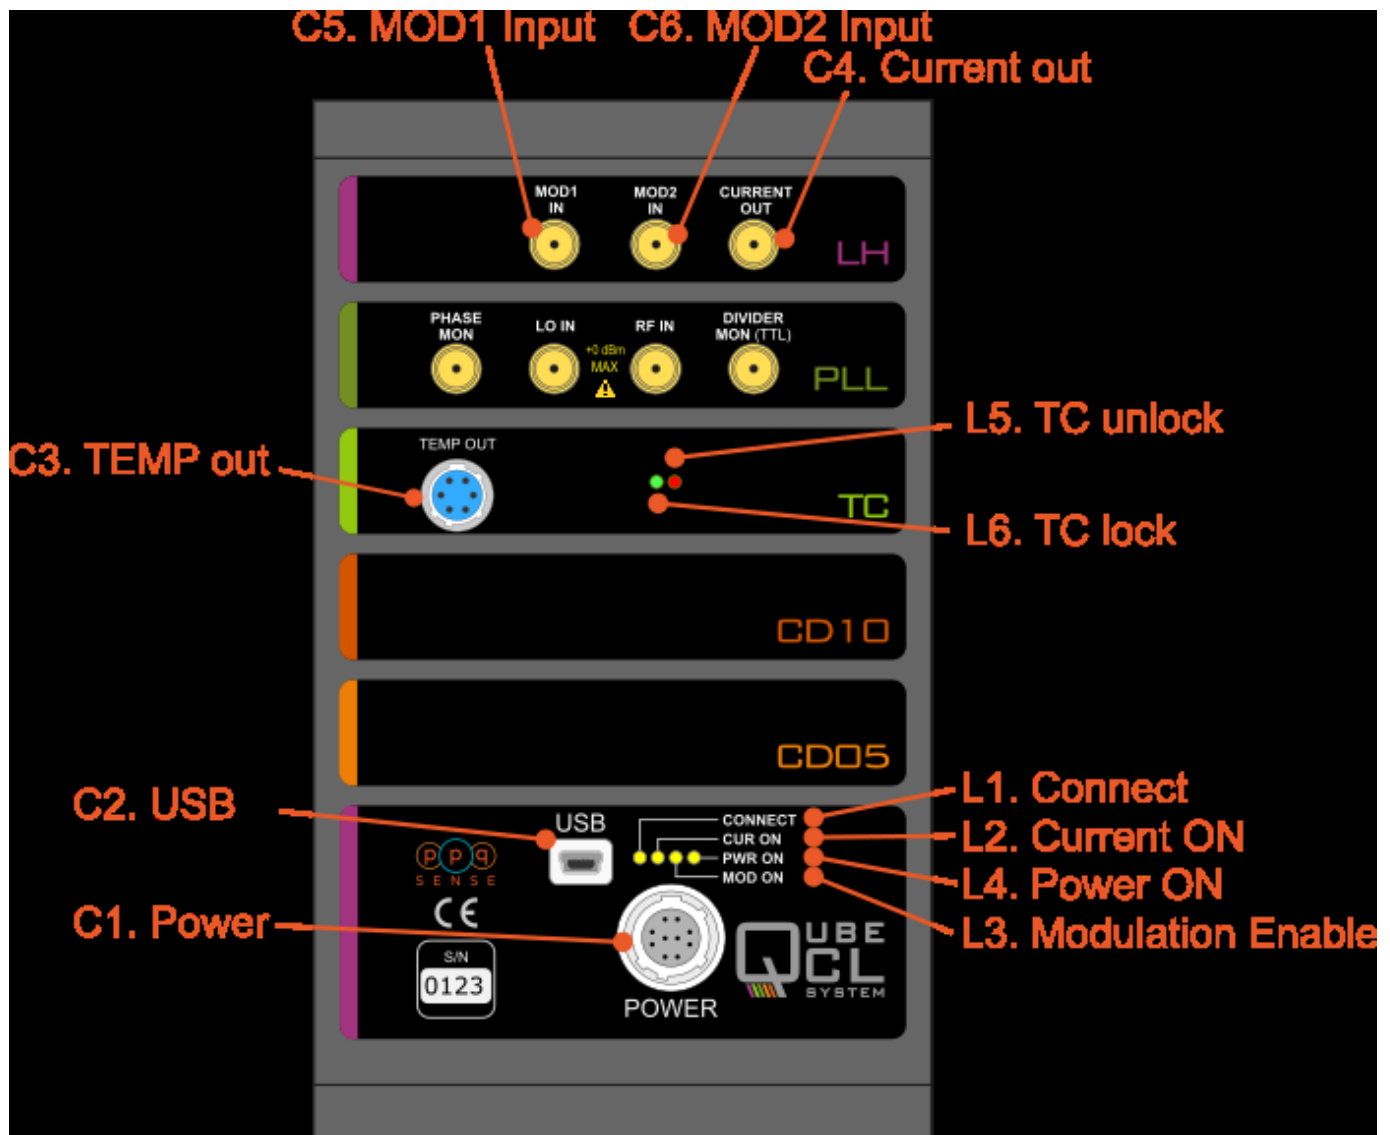 C5. MOD1 Input
C6. MOD2 Input
C4. Current out
MOD1
IN
MOD2
IN
CURRENT
OUT
LH
PHASE
MON
LO IN
+0 dBm
MAX
RF IN
DIVIDER
MON (TTL)
PLL
L5. TC unlock
C3. TEMP out
TEMP OUT
TC
L6. TC lock
CD10
CD05
C2. USB
USB
CONNECT
CUR ON
PWR ON
MOD ON
L1. Connect
L2. Current ON
L4. Power ON
L3. Modulation Enable
ppq
SENSE
CE
C1. Power
S/N
0123
POWER
QUBE
QCL
SYSTEM